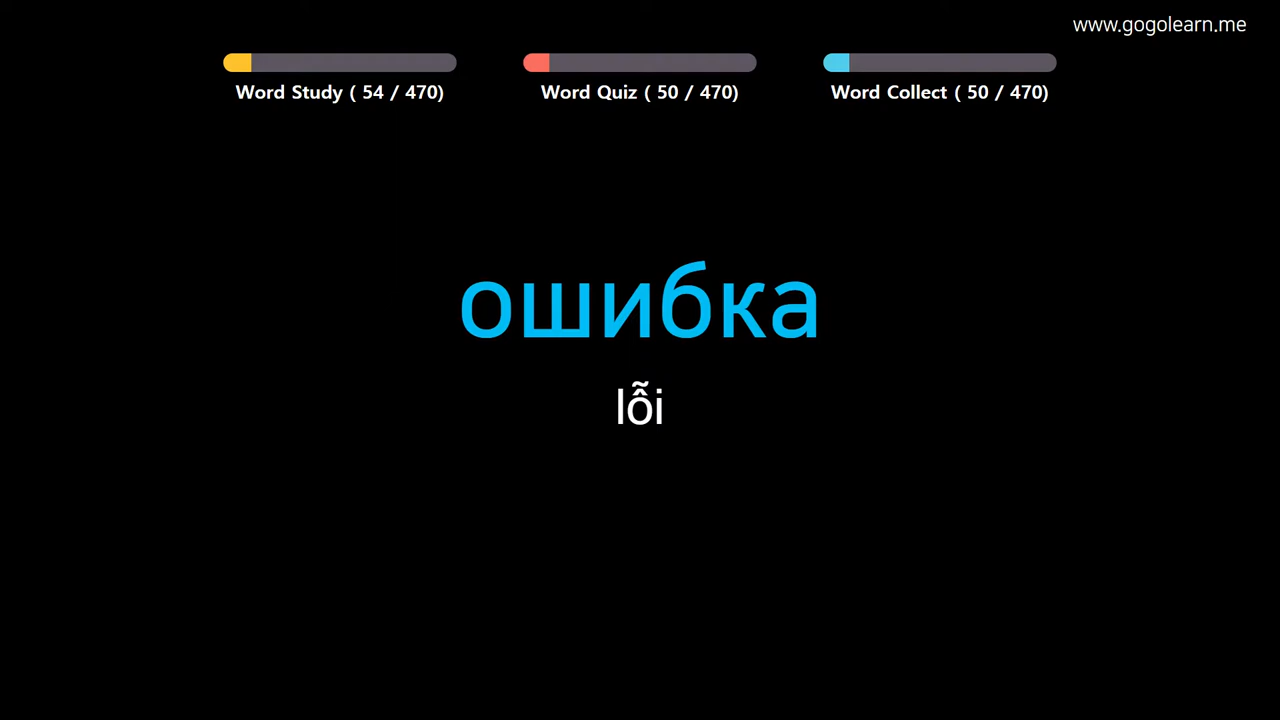 www.gogolearn.me
Word Study ( 54 / 470)
Word Quiz ( 50 / 470)
Word Collect ( 50 / 470)
ошибка
lỗi